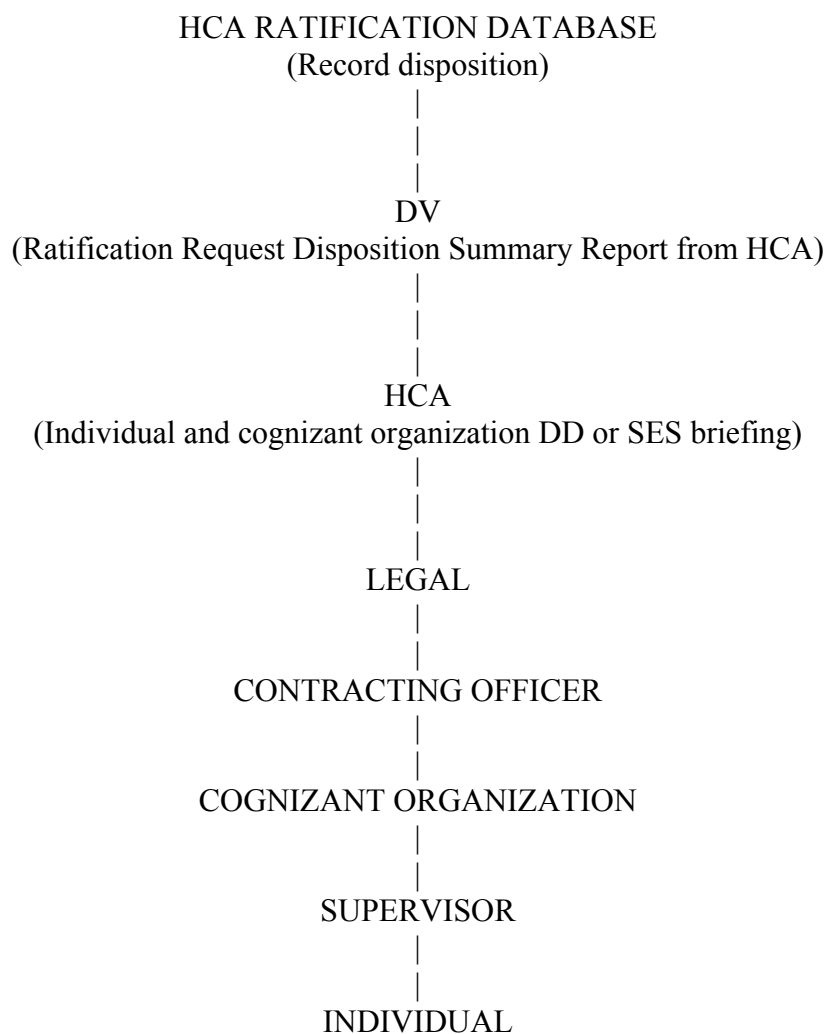 HCA RATIFICATION DATABASE
(Record disposition)
DV
(Ratification Request Disposition Summary Report from HCA)
HCA
(Individual and cognizant organization DD or SES briefing)
LEGAL
CONTRACTING OFFICER
COGNIZANT ORGANIZATION
SUPERVISOR
INDIVIDUAL